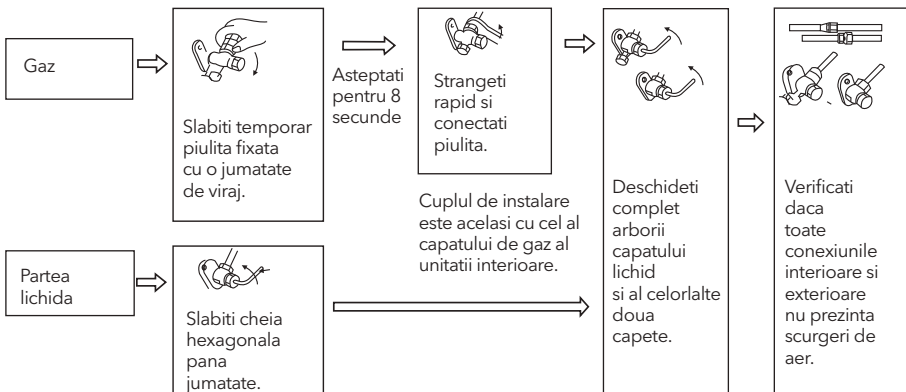 Gaz
Slabiti temporar
piulita fixata
cu o jumatate
de viraj.
Asteptati
pentru 8
secunde
Strangeti
rapid si
conectati
piulita.
Cuplul de instalare
este acelasi cu cel al
capatului de gaz al
unitatii interioare.
Partea
lichida
Slabiti cheia
hexagonala
pana
jumatate.
Deschideti
complet
arborii
capatului
lichid
si al celorlalte
doua
capete.
Verificati
daca
toate
conexiunile
interioare si
exterioare
nu prezinta
scurgeri de
aer.